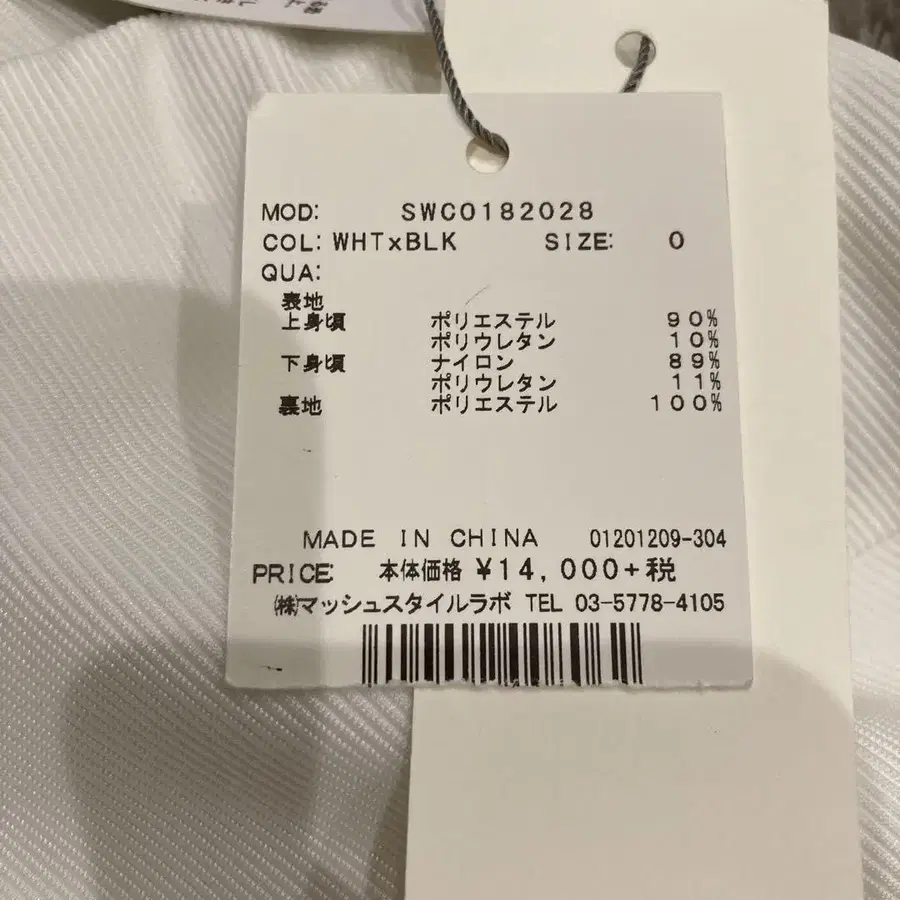 MOD: SWC0182028
COL: WHTxBLK SIZE: 0
QUA:
表地
上身頃 ポリエステル 90%
ポリウレタン 10%
下身頃 ナイロン 89%
ポリウレタン 11%
裏地 ポリエステル 100%
MADE IN CHINA 01201209-304
PRICE: 本体価格 ¥14,000+税
㈱マッシュスタイルラボ TEL 03-5778-4105